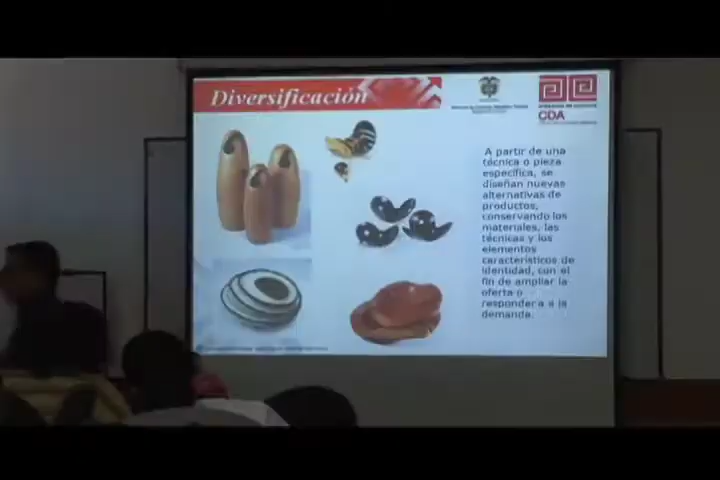 Diversificación
CDA
A partir de una
técnica o pieza
específica, se
diseñan nuevas
alternativas de
productos,
conservando los
materiales, las
técnicas y los
elementos
característicos de
identidad, con el
fin de ampliar la
oferta o
responder a la
demanda.